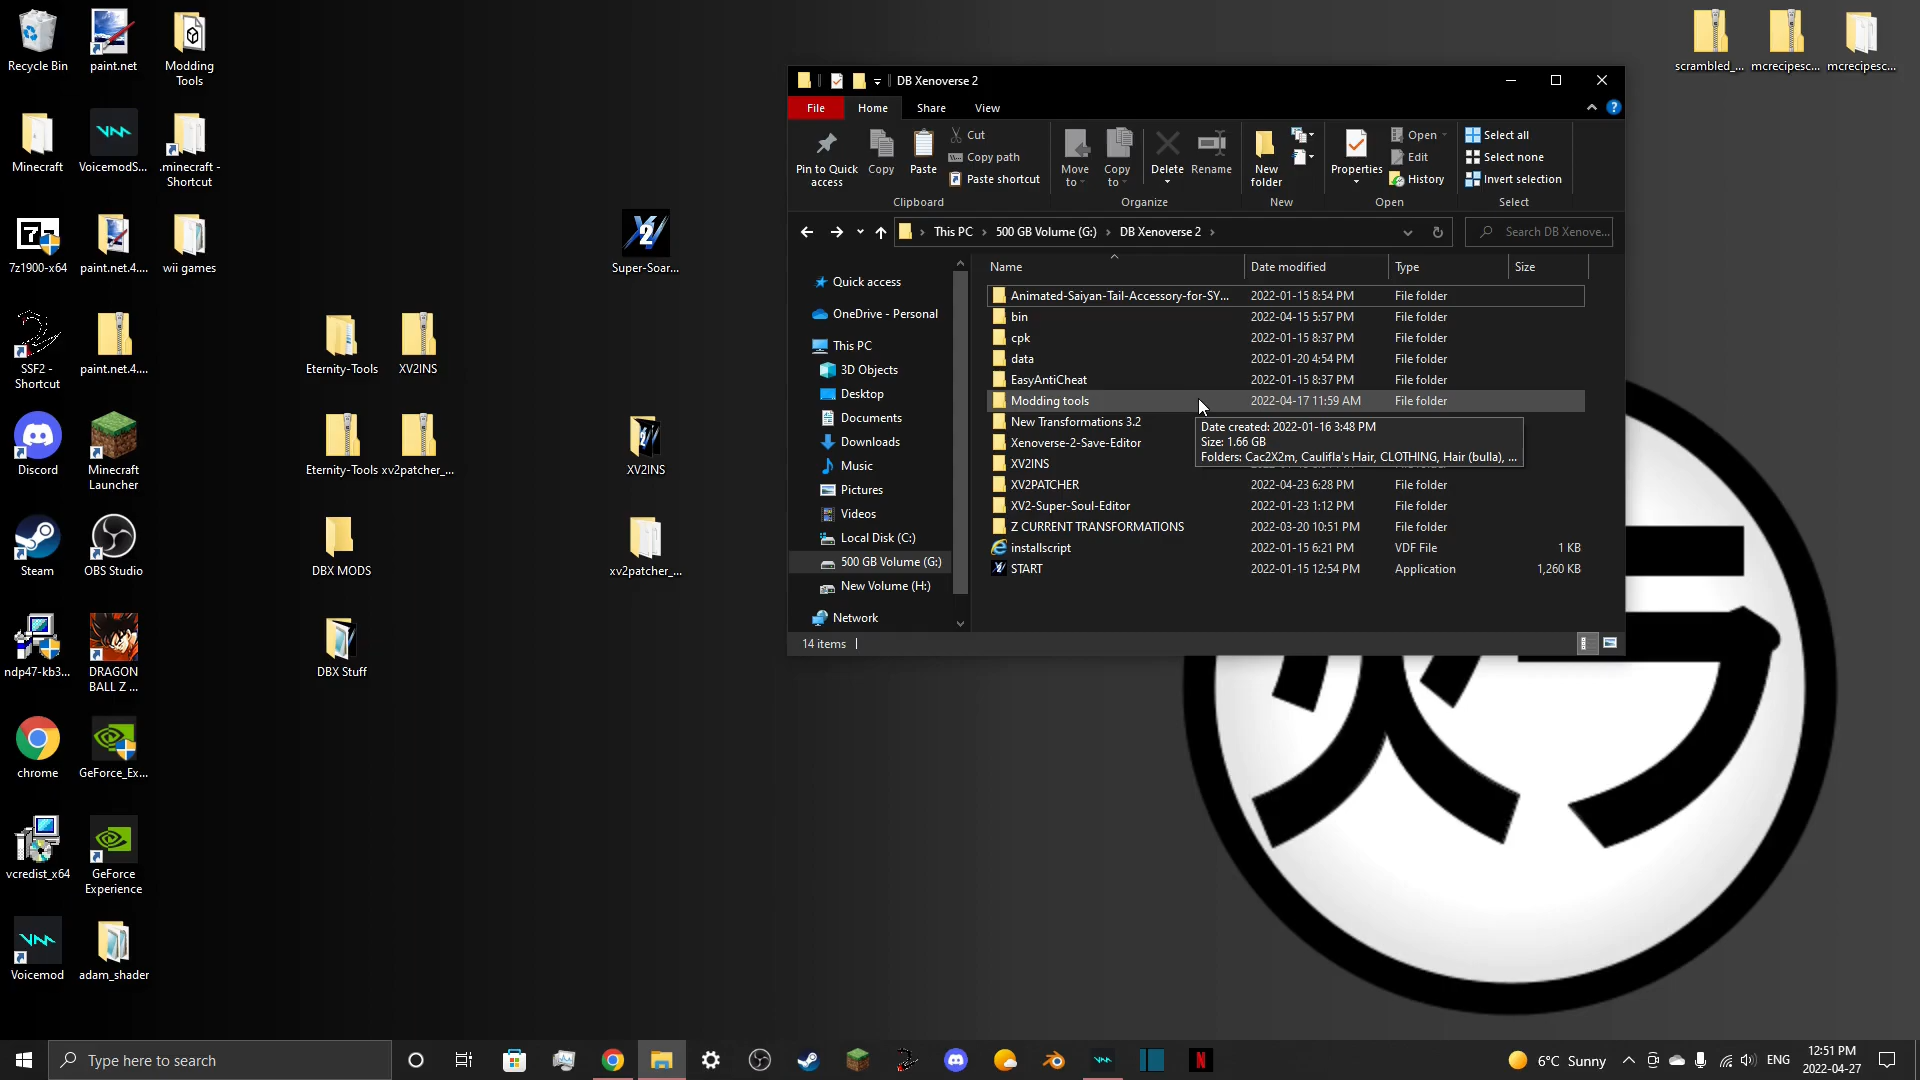 Recycle Bin
paint.net
Modding
Tools
Minecraft
VoicemodS...
.minecraft -
Shortcut
7z1900-x64
paint.net.4....
wii games
SSF2 -
Shortcut
paint.net.4....
Discord
Minecraft
Launcher
Steam
OBS Studio
ndp47-kb3...
DRAGON
BALL Z ...
chrome
GeForce_Ex...
vcredist_x64
GeForce
Experience
Voicemod
adam_shader
Eternity-Tools
XV2INS
Eternity-Tools
xv2patcher_...
DBX MODS
DBX Stuff
Super-Soar...
XV2INS
xv2patcher_...
scrambled_...
mcrecipesc...
mcrecipesc...
DB Xenoverse 2
File
Home
Share
View
Pin to Quick
access
Copy
Paste
Cut
Copy path
Paste shortcut
Clipboard
Move
to
Copy
to
Delete
Rename
Organize
New
folder
New
Properties
Open
Edit
History
Open
Select all
Select none
Invert selection
Select
This PC > 500 GB Volume (G:) > DB Xenoverse 2 >
Search DB Xenove...
Quick access
OneDrive - Personal
This PC
3D Objects
Desktop
Documents
Downloads
Music
Pictures
Videos
Local Disk (C:)
500 GB Volume (G:)
New Volume (H:)
Network
Name Date modified Type Size
Animated-Saiyan-Tail-Accessory-for-SY... 2022-01-15 8:54 PM File folder
bin 2022-04-15 5:57 PM File folder
cpk 2022-01-15 8:37 PM File folder
data 2022-01-20 4:54 PM File folder
EasyAntiCheat 2022-01-15 8:37 PM File folder
Modding tools 2022-04-17 11:59 AM File folder
New Transformations 3.2
Xenoverse-2-Save-Editor
XV2INS
Date created: 2022-01-16 3:48 PM
Size: 1.66 GB
Folders: Cac2X2m, Caulifla's Hair, CLOTHING, Hair (bulla), ...
XV2PATCHER 2022-04-23 6:28 PM File folder
XV2-Super-Soul-Editor 2022-01-23 1:12 PM File folder
Z CURRENT TRANSFORMATIONS 2022-03-20 10:51 PM File folder
installscript 2022-01-15 6:21 PM VDF File 1 KB
START 2022-01-15 12:54 PM Application 1,260 KB
14 items
Type here to search
6°C Sunny
ENG
12:51 PM
2022-04-27